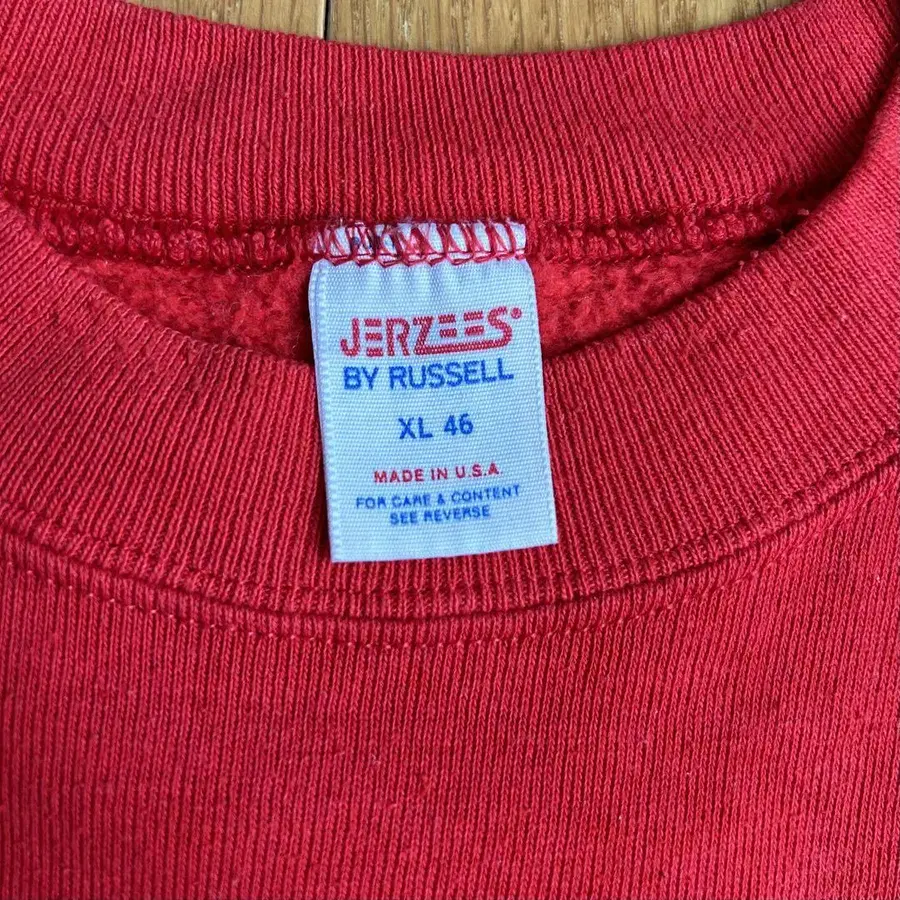 JERZEES
BY RUSSELL
XL 46
MADE IN U.S.A
FOR CARE & CONTENT
SEE REVERSE